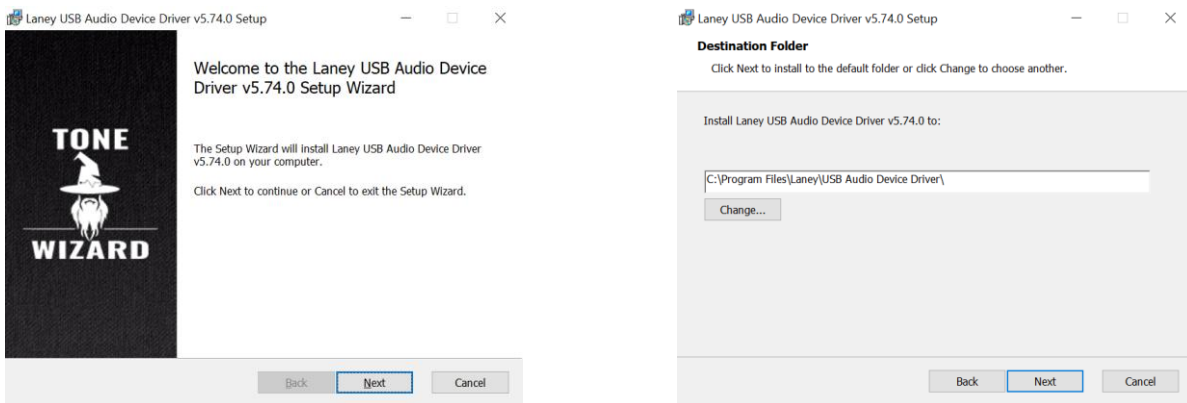 Laney USB Audio Device Driver v5.74.0 Setup
TONE
WIZARD
Welcome to the Laney USB Audio Device
Driver v5.74.0 Setup Wizard
The Setup Wizard will install Laney USB Audio Device Driver
v5.74.0 on your computer.
Click Next to continue or Cancel to exit the Setup Wizard.
Back Next Cancel
Laney USB Audio Device Driver v5.74.0 Setup
Destination Folder
Click Next to install to the default folder or click Change to choose another.
Install Laney USB Audio Device Driver v5.74.0 to:
C:\Program Files\Laney\USB Audio Device Driver\
Change...
Back Next Cancel